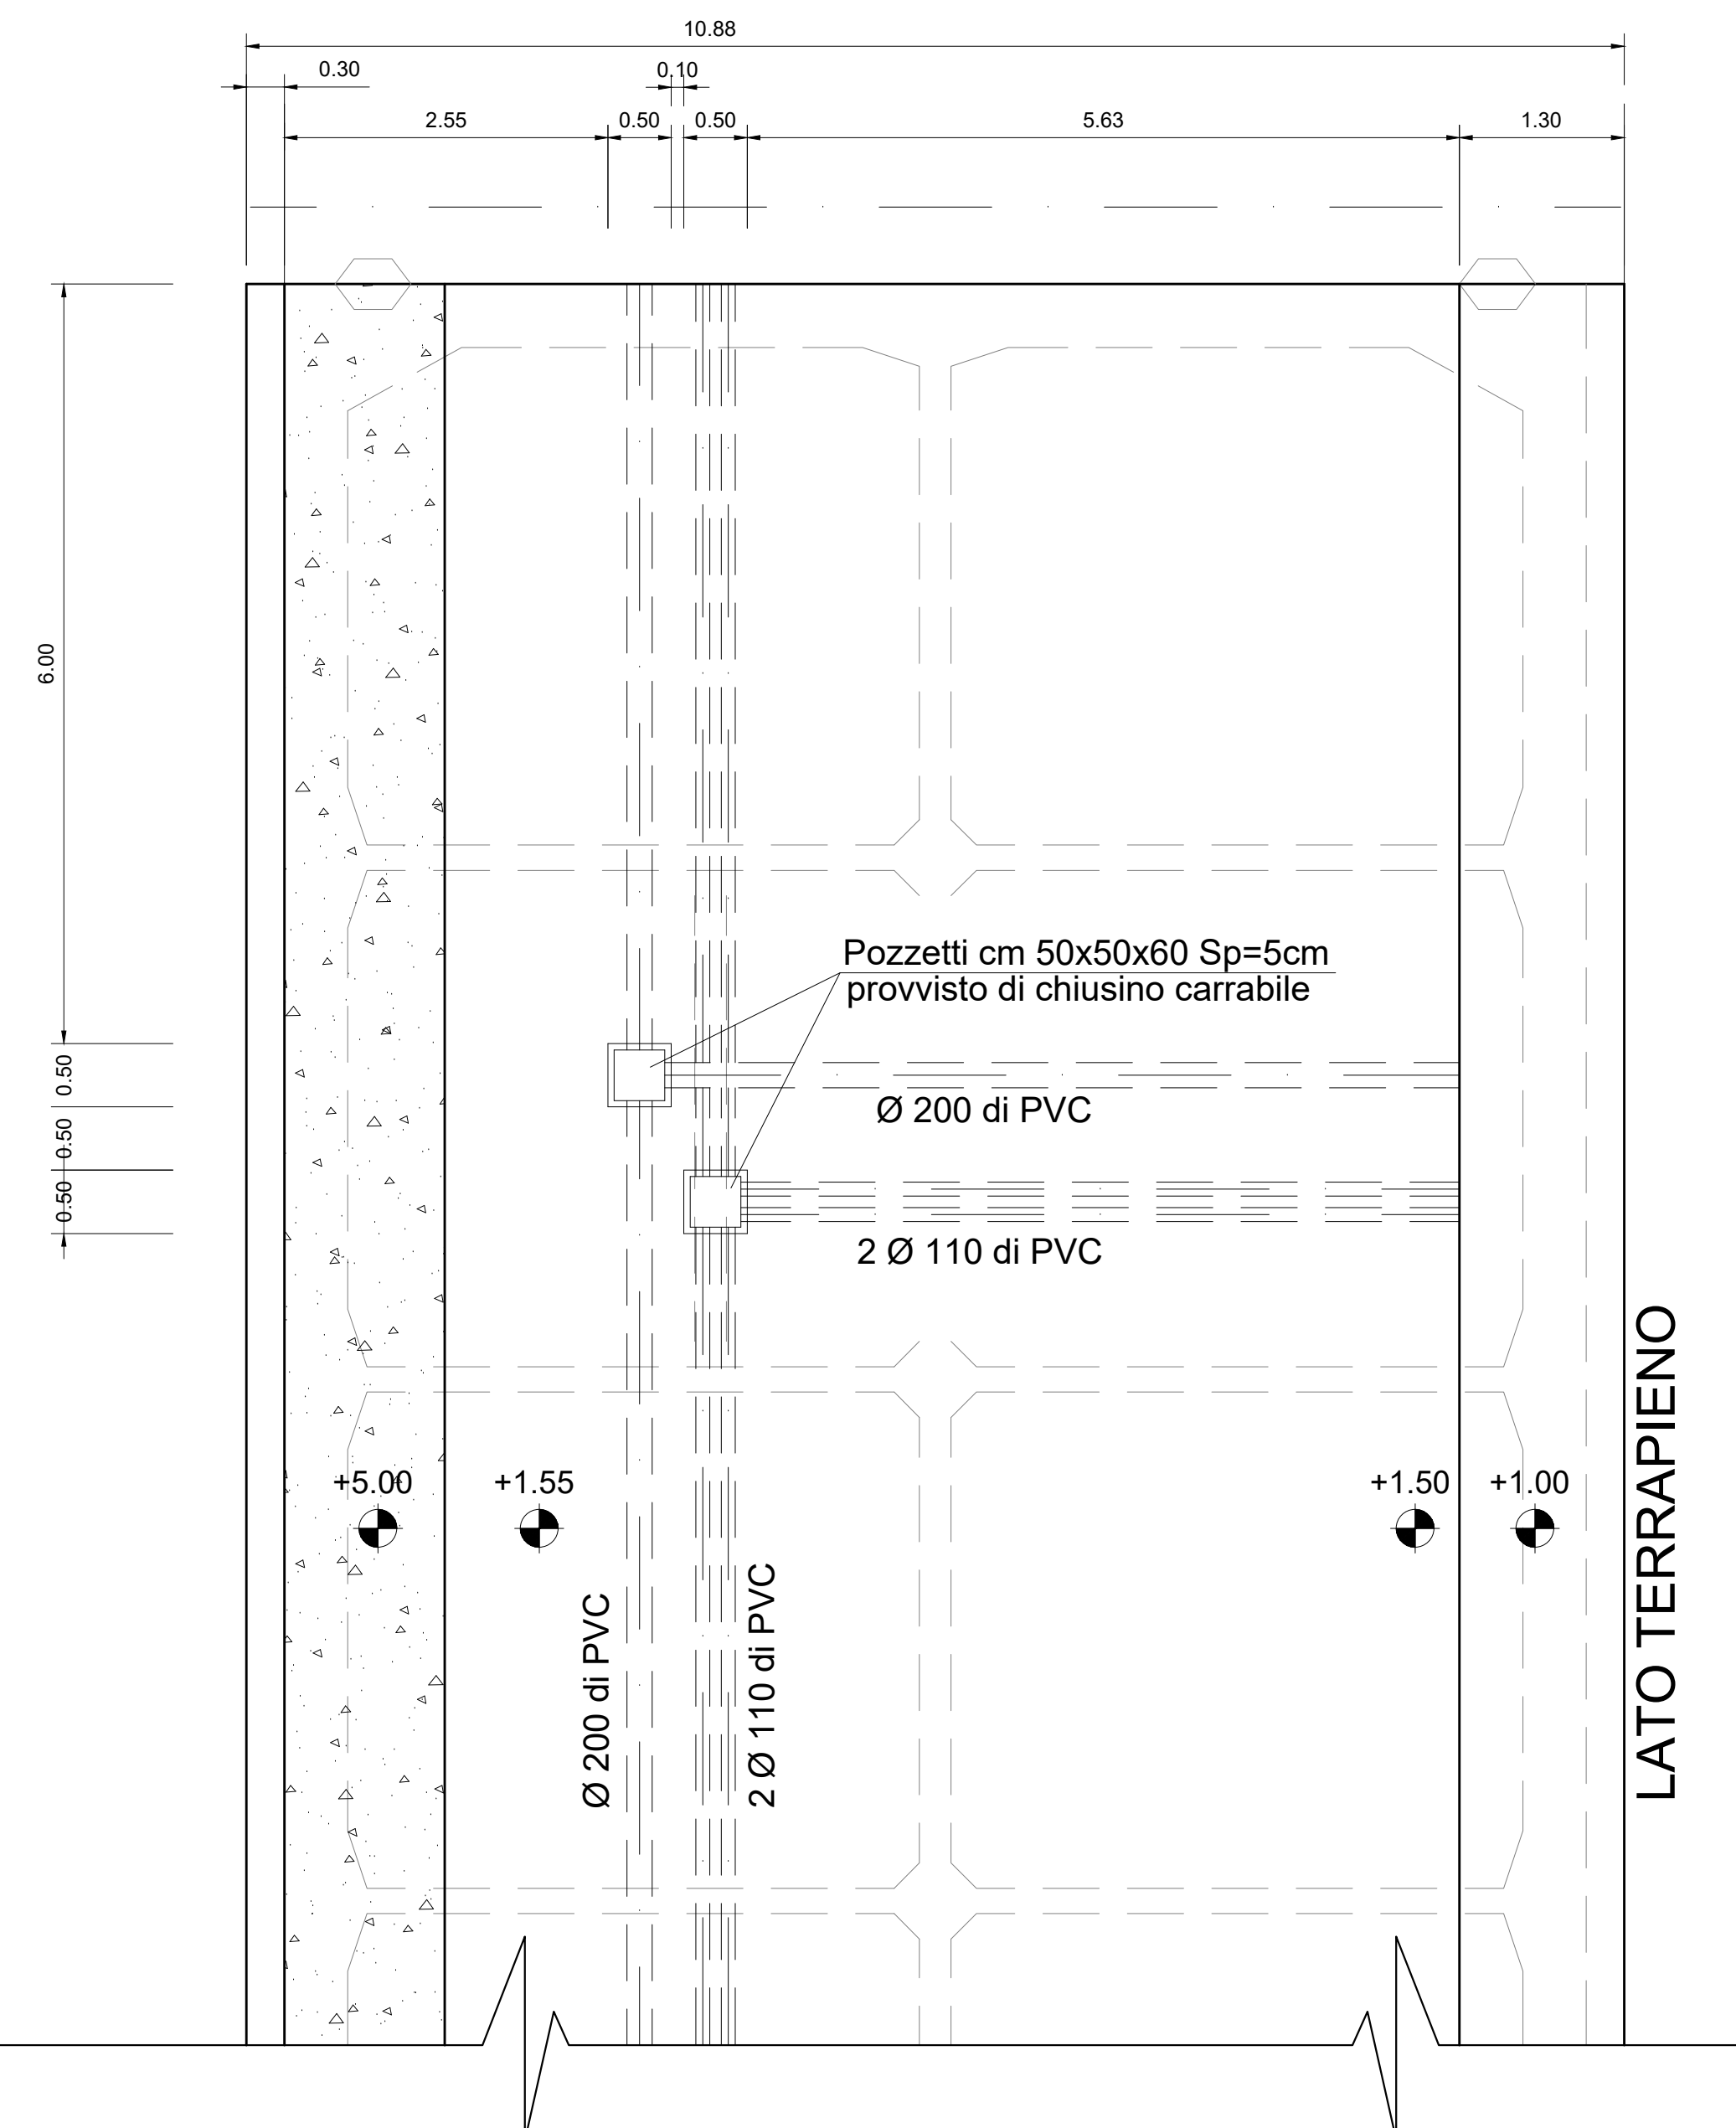 10.88
0.30
0.10
2.55
0.50
0.50
5.63
1.30
6.00
Pozzetti cm 50x50x60 Sp=5cm
provvisto di chiusino carrabile
0.50
Ø 200 di PVC
0.50
0.50
2 Ø 110 di PVC
+5.00
+1.55
+1.50
+1.00
Ø 200 di PVC
2 Ø 110 di PVC
LATO TERRAPIENO